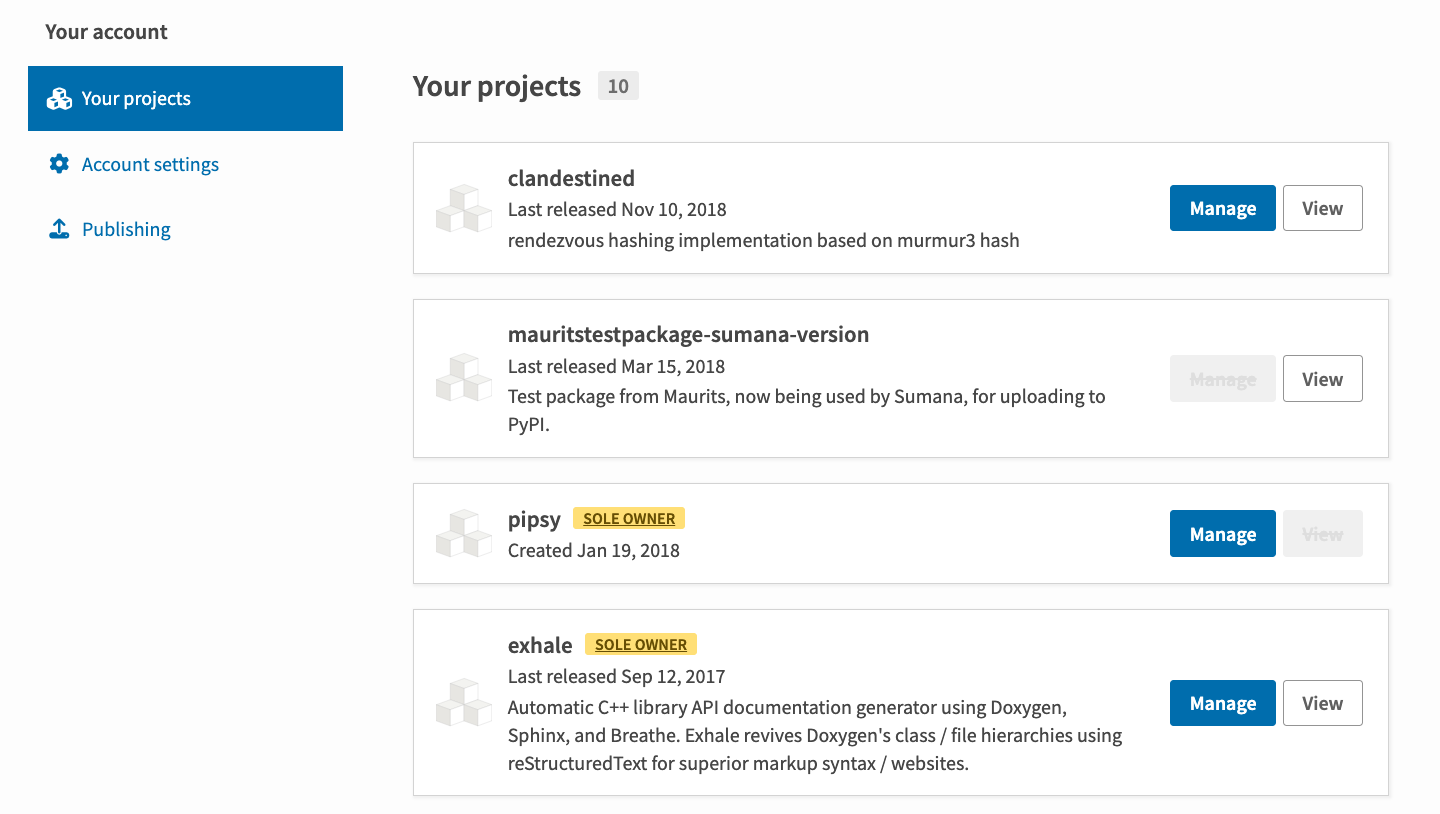 Your account
Your projects
Account settings
Publishing
Your projects 10
clandestined
Last released Nov 10, 2018
rendezvous hashing implementation based on murmur3 hash
Manage View
mauritstestpackage-sumana-version
Last released Mar 15, 2018
Test package from Maurits, now being used by Sumana, for uploading to
PyPI.
Manage View
pipsy SOLE OWNER
Created Jan 19, 2018
Manage View
exhale SOLE OWNER
Last released Sep 12, 2017
Automatic C++ library API documentation generator using Doxygen,
Sphinx, and Breathe. Exhale revives Doxygen's class / file hierarchies using
reStructuredText for superior markup syntax / websites.
Manage View